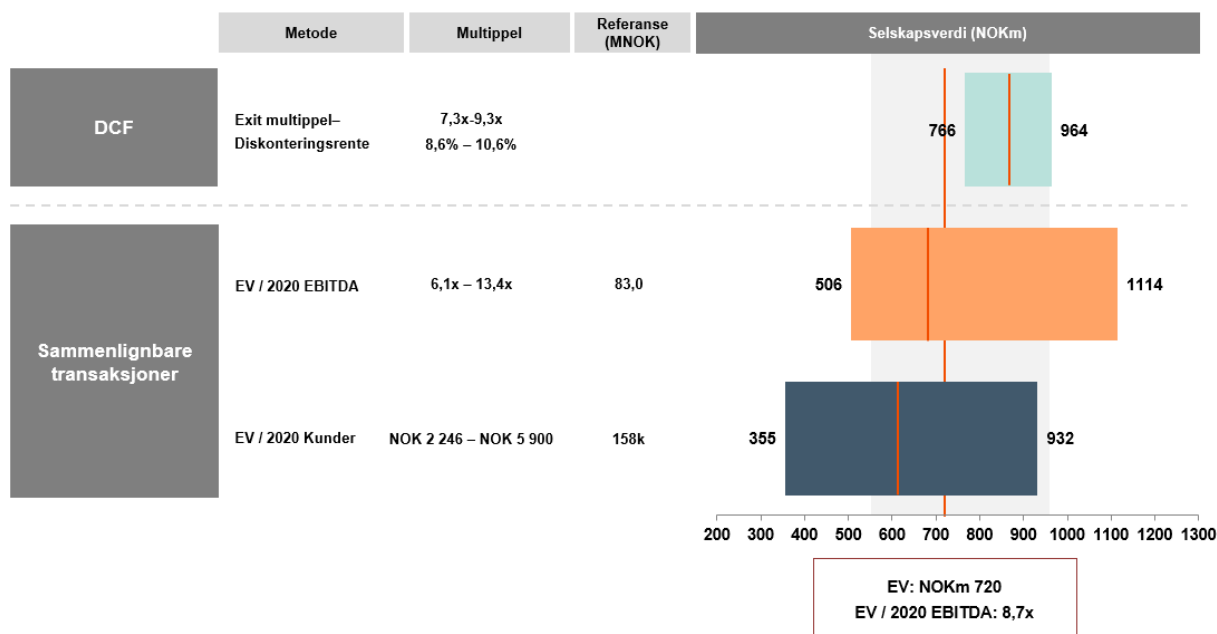 Metode
Multippel
Referanse
(MNOK)
Selskapsverdi (NOKm)
DCF
Exit multippel–
Diskonteringsrente
7,3x-9,3x
8,6% – 10,6%
766
964
Sammenlignbare
transaksjoner
EV / 2020 EBITDA
6,1x – 13,4x
83,0
506
1114
EV / 2020 Kunder
NOK 2 246 – NOK 5 900
158k
355
932
200 300 400 500 600 700 800 900 1000 1100 1200 1300
EV: NOKm 720
EV / 2020 EBITDA: 8,7x